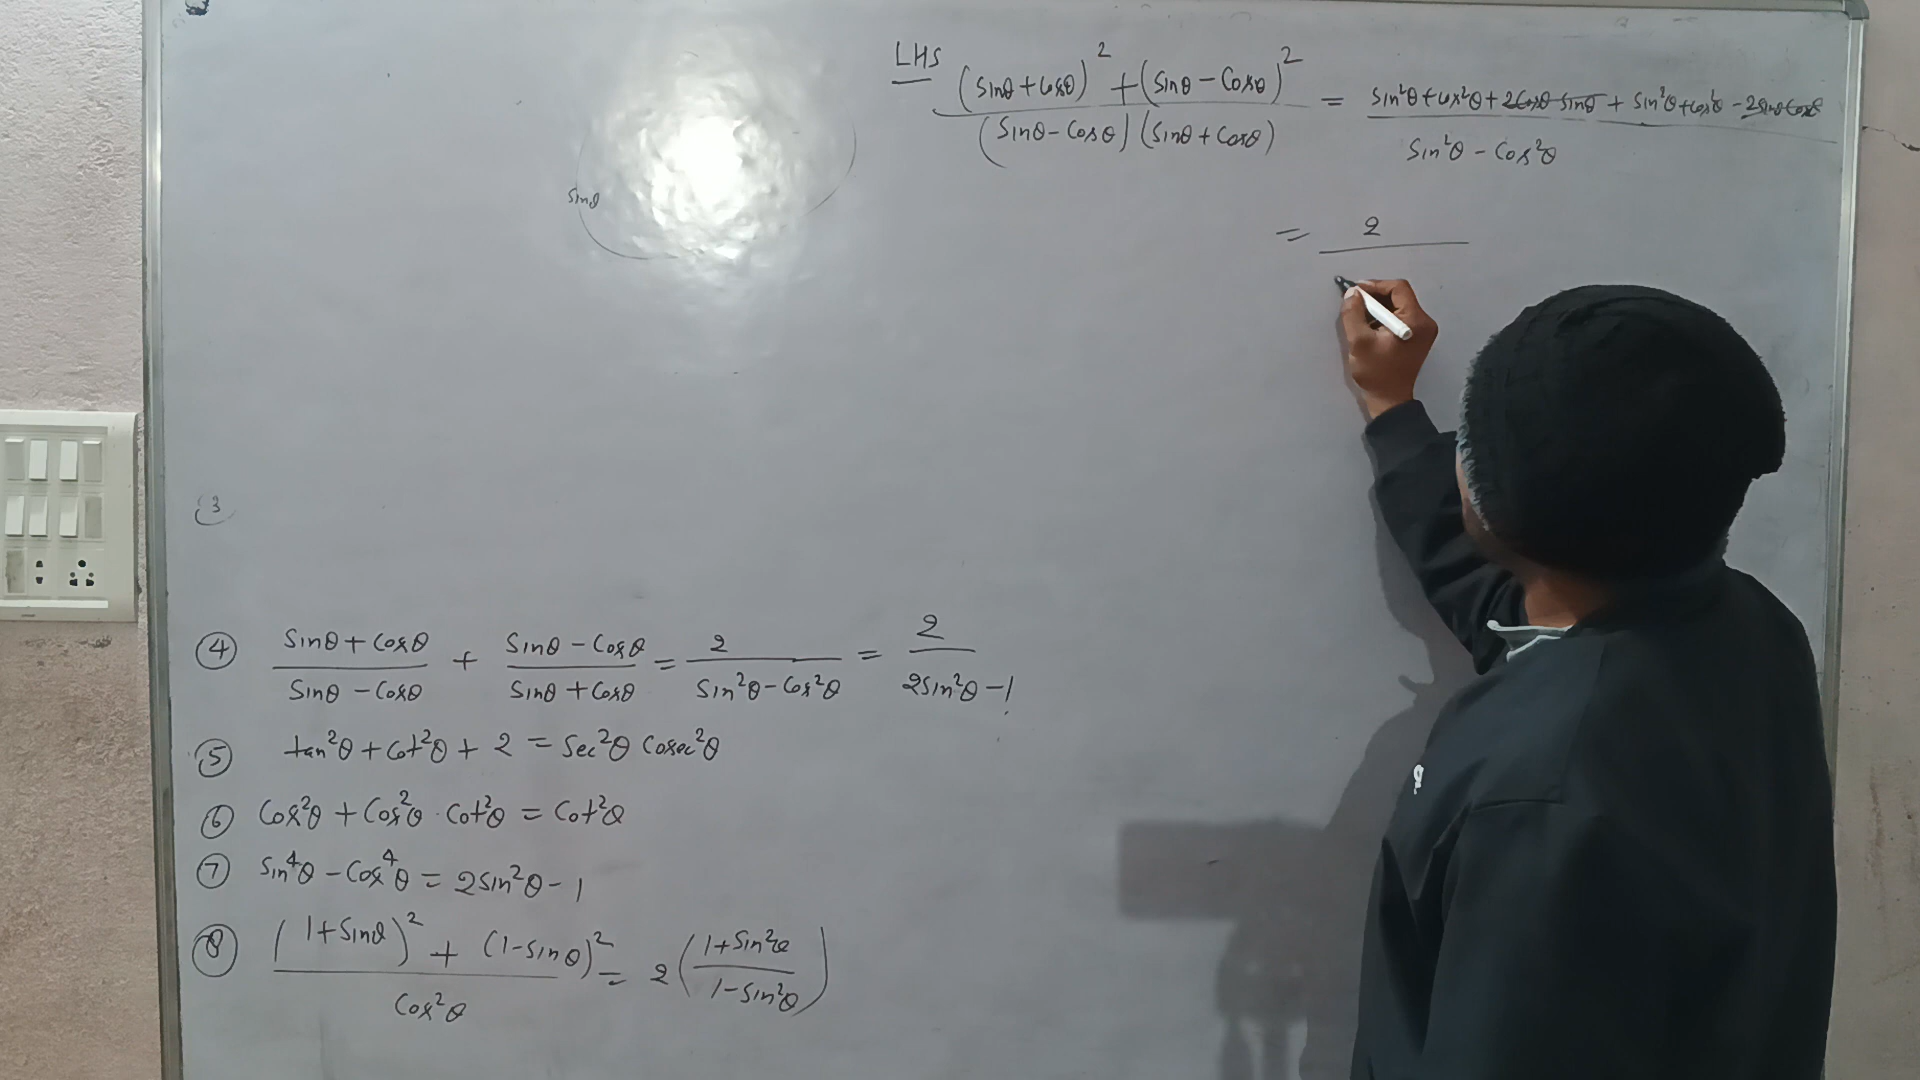 LHS (sinθ + cosθ)² + (sinθ - cosθ)² / (sinθ - cosθ) (sinθ + cosθ) = sin²θ + cos²θ + 2cosθ sinθ + sin²θ + cos²θ - 2sinθ cosθ / sin²θ - cos²θ
sinθ
= 2
3
④ sinθ + cosθ / sinθ - cosθ + sinθ - cosθ / sinθ + cosθ = 2 / sin²θ - cos²θ = 2 / 2sin²θ - 1
⑤ tan²θ + cot²θ + 2 = sec²θ cosec²θ
⑥ cos²θ + cos²θ · cot²θ = cot²θ
⑦ sin⁴θ - cos⁴θ = 2sin²θ - 1
⑧ (1 + sinθ)² + (1 - sinθ)² / cos²θ = 2 (1 + sin²θ / 1 - sin²θ)